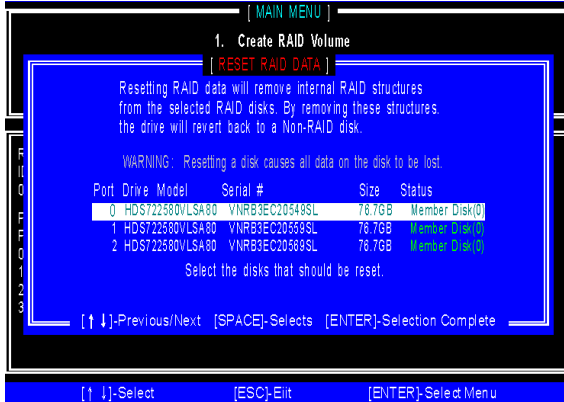 [ MAIN MENU ]
1. Create RAID Volume
[ RESET RAID DATA ]
Resetting RAID data will remove internal RAID structures
from the selected RAID disks. By removing these structures.
the drive will revert back to a Non-RAID disk.
WARNING: Resetting a disk causes all data on the disk to be lost.
Port Drive Model Serial # Size Status
0 HDS722580VLSA80 VNRB3EC20549SL 76.7GB Member Disk(0)
1 HDS722580VLSA80 VNRB3EC20559SL 76.7GB Member Disk(0)
2 HDS722580VLSA80 VNRB3EC20569SL 76.7GB Member Disk(0)
Select the disks that should be reset.
[↑ ↓]-Previous/Next [SPACE]-Selects [ENTER]-Selection Complete
0
1
2
3
[↑ ↓]-Select [ESC]-Eiit [ENTER]-Select Menu